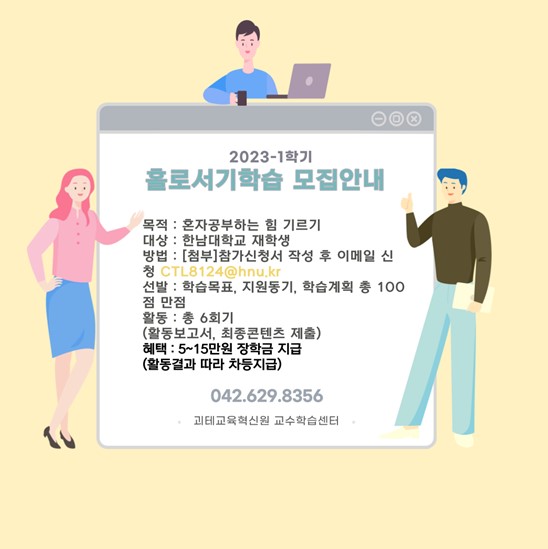 2023-1학기
홀로서기학습 모집안내
목적 : 혼자공부하는 힘 기르기
대상 : 한남대학교 재학생
방법 : [첨부]참가신청서 작성 후 이메일 신
청 CTL8124@hnu.kr
선발 : 학습목표, 지원동기, 학습계획 총 100
점 만점
활동 : 총 6회기
(활동보고서, 최종콘텐츠 제출)
혜택 : 5~15만원 장학금 지급
(활동결과 따라 차등지급)
042.629.8356
괴테교육혁신원 교수학습센터